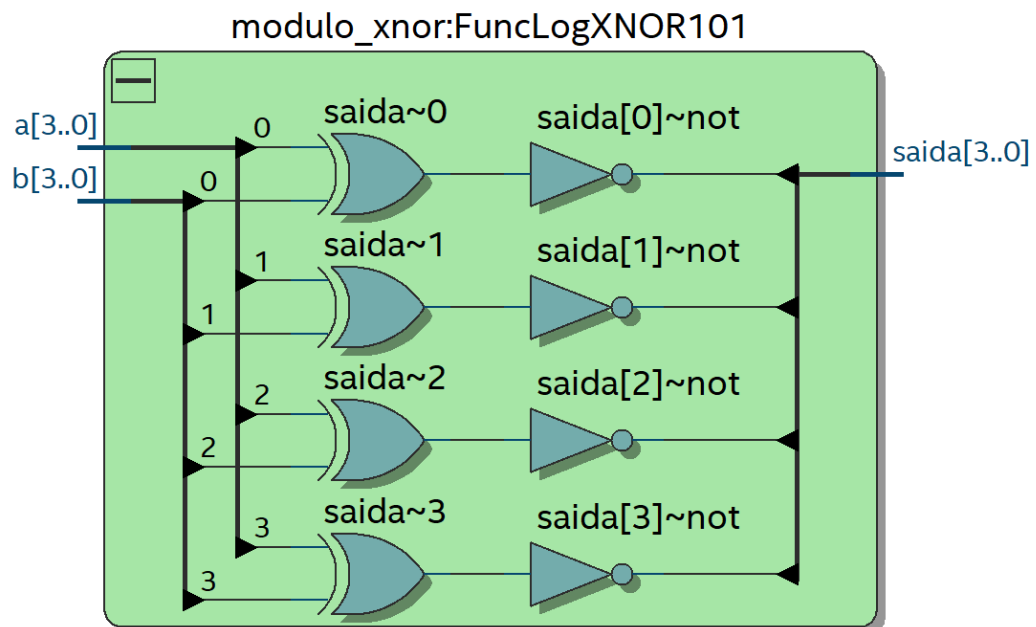 modulo_xnor:FuncLogXNOR101
saida~0
saida[0]~not
a[3..0]
0
saida[3..0]
b[3..0]
0
saida~1
saida[1]~not
1
1
saida~2
saida[2]~not
2
2
saida~3
saida[3]~not
3
3